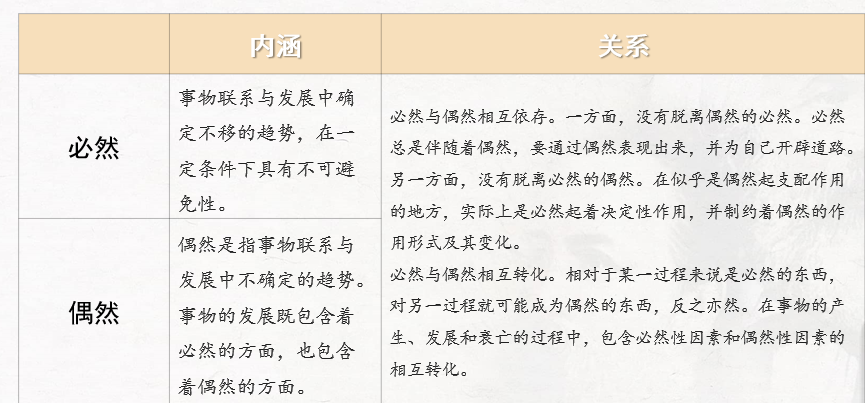 内涵
关系
必然
事物联系与发展中确
定不移的趋势，在一
定条件下具有不可避
免性。
必然与偶然相互依存。一方面，没有脱离偶然的必然。必然
总是伴随着偶然，要通过偶然表现出来，并为自己开辟道路。
另一方面，没有脱离必然的偶然。在似乎是偶然起支配作用
的地方，实际上是必然起着决定性作用，并制约着偶然的作
用形式及其变化。
必然与偶然相互转化。相对于某一过程来说是必然的东西，
对另一过程就可能成为偶然的东西，反之亦然。在事物的产
生、发展和衰亡的过程中，包含必然性因素和偶然性因素的
相互转化。
偶然
偶然是指事物联系与
发展中不确定的趋势。
事物的发展既包含着
必然的方面，也包含
着偶然的方面。